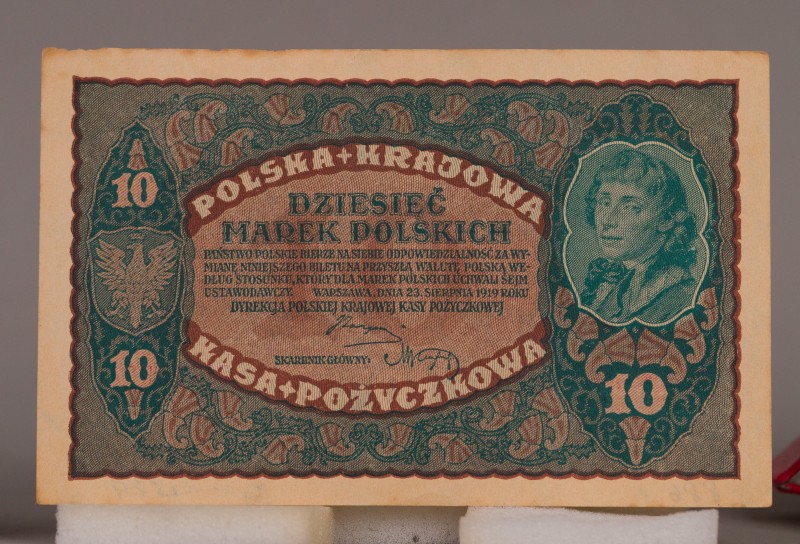 POLSKA+KRAJOWA
10
DZIESIĘĆ
MAREK POLSKICH
PAŃSTWO POLSKIE BIERZE NA SIEBIE ODPOWIEDZIALNOŚĆ ZA WY-
MIANĘ NINIEJSZEGO BILETU NA PRZYSZŁĄ WALUTĘ POLSKĄ WE-
DŁUG STOSUNKU, KTÓRY DLA MAREK POLSKICH UCHWALI SEJM
USTAWODAWCZY. WARSZAWA, DNIA 23. SIERPNIA 1919 ROKU
DYREKCJA POLSKIEJ KRAJOWEJ KASY POŻYCZKOWEJ
SKARBNIK GŁÓWNY:
10
KASA+POŻYCZKOWA
10